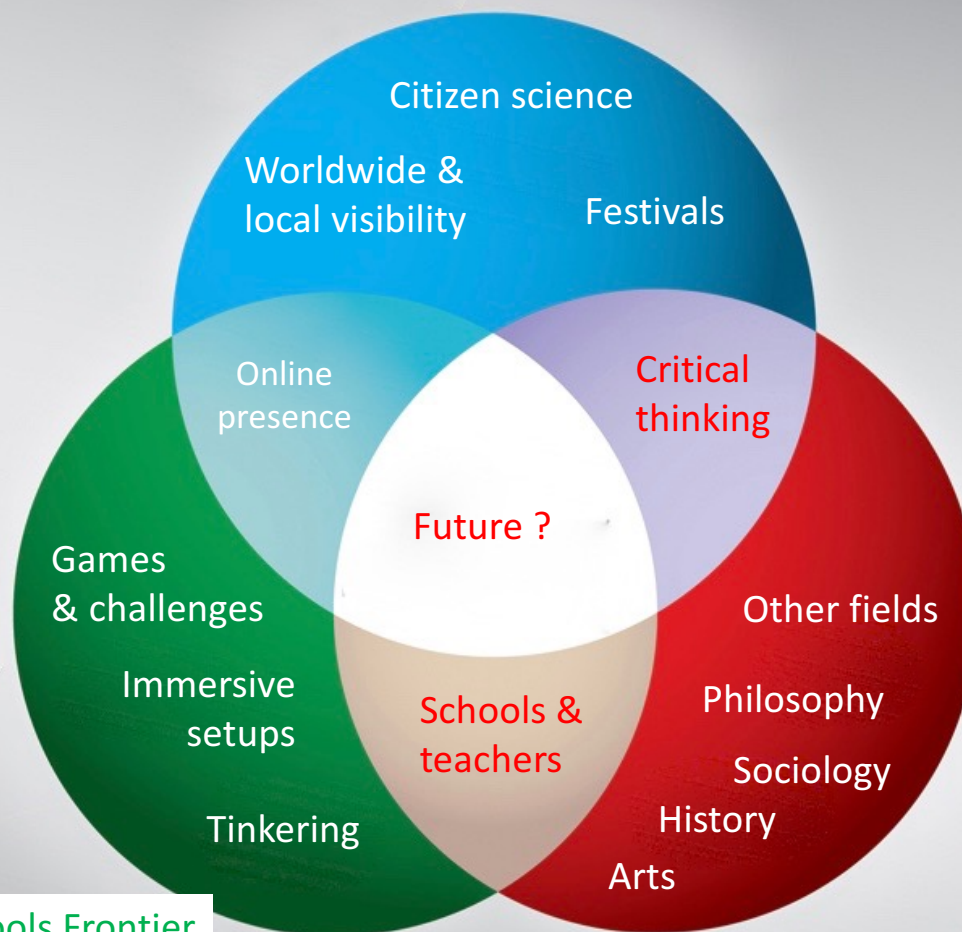 Citizen science
Worldwide &
local visibility
Festivals
Online
presence
Critical
thinking
Future ?
Games
& challenges
Immersive
setups
Tinkering
Schools &
teachers
Other fields
Philosophy
Sociology
History
Arts
Frontier